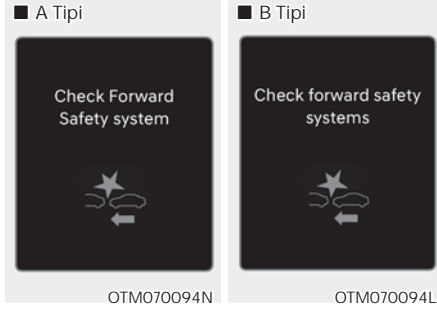 ■ A Tipi
Check Forward
Safety system
OTM070094N
■ B Tipi
Check forward safety
systems
OTM070094L